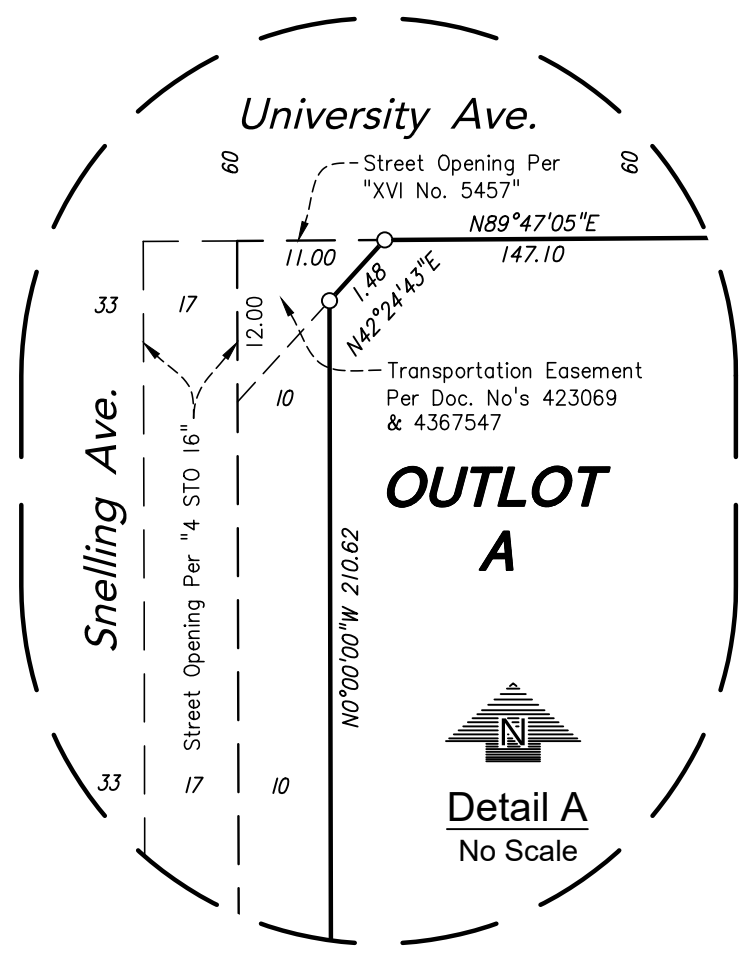 University Ave.
60
60
Street Opening Per
"XVI No. 5457"
N89°47'05"E
147.10
11.00
1.48
N42°24'43"E
33
17
12.00
Transportation Easement
Per Doc. No's 423069
& 4367547
10
Snelling Ave.
Street Opening Per "4 STO 16"
OUTLOT
A
N0°00'00"W 210.62
33
17
10
N
Detail A
No Scale